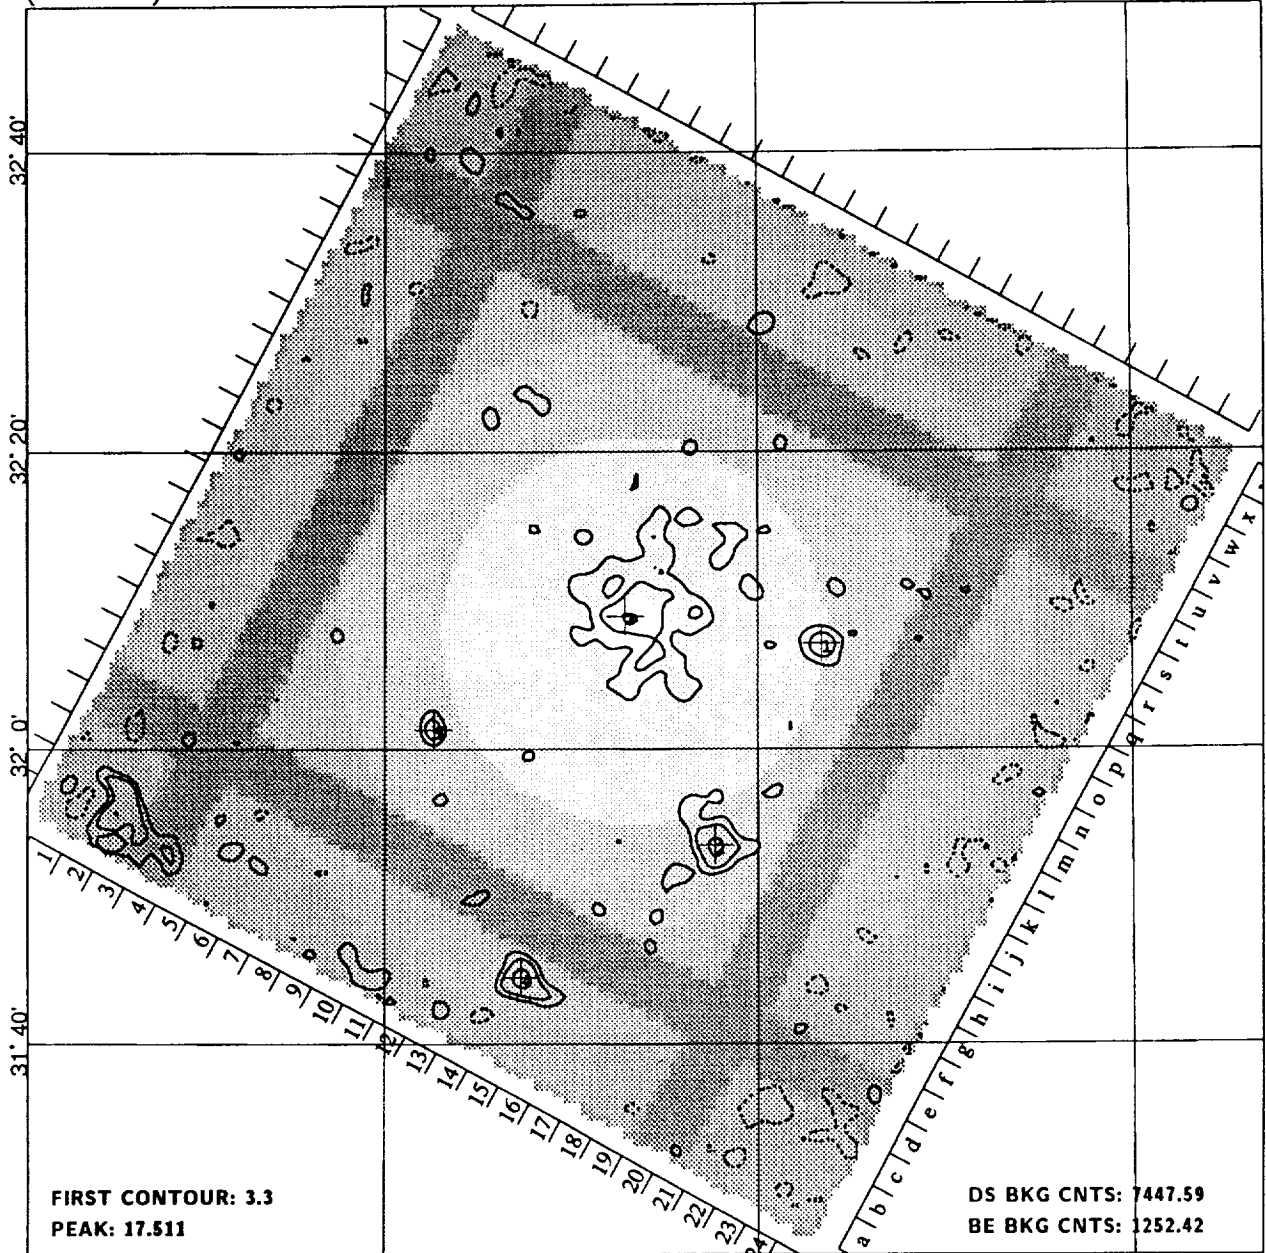 32° 40'
32° 20'
32° 0'
31° 40'
1 2 3 4 5 6 7 8 9 10 11 12 13 14 15 16 17 18 19 20 21 22 23 24
a b c d e f g h i j k l m n o p q r s t u v w x
FIRST CONTOUR: 3.3
PEAK: 17.511
DS BKG CNTS: 7447.59
BE BKG CNTS: 1252.42